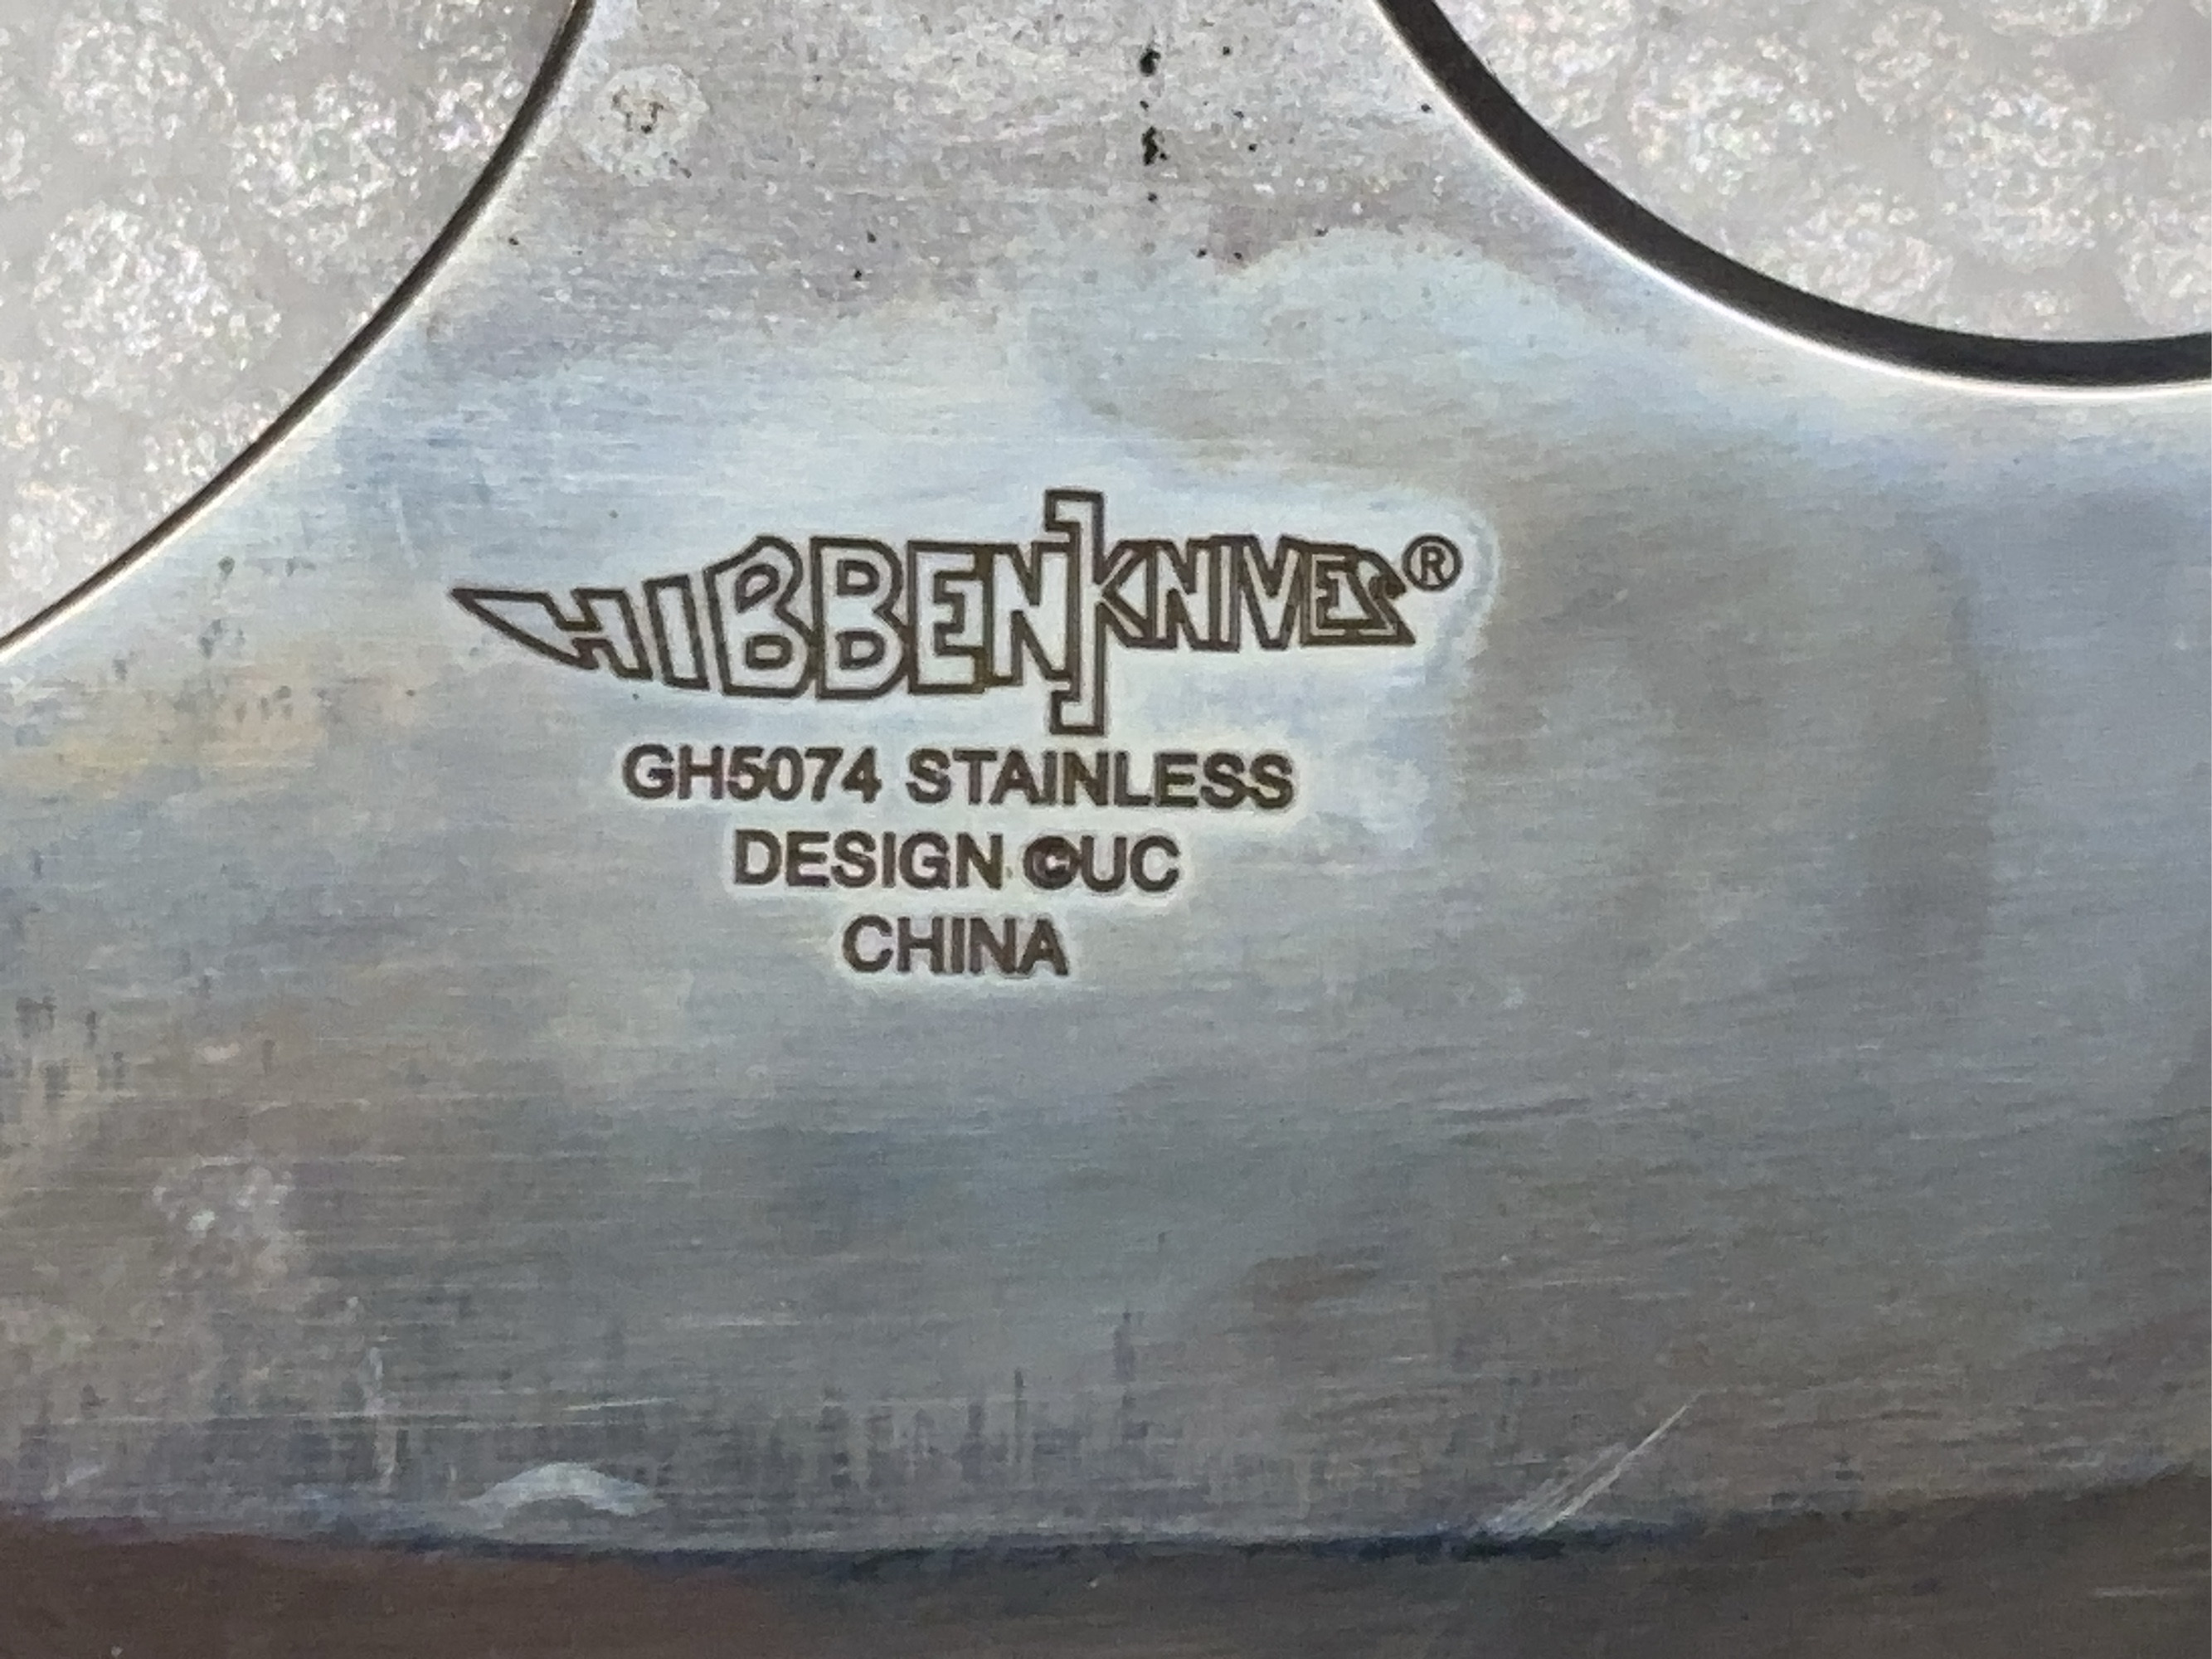 HIBBEN KNIVES®
GH5074 STAINLESS
DESIGN ©UC
CHINA